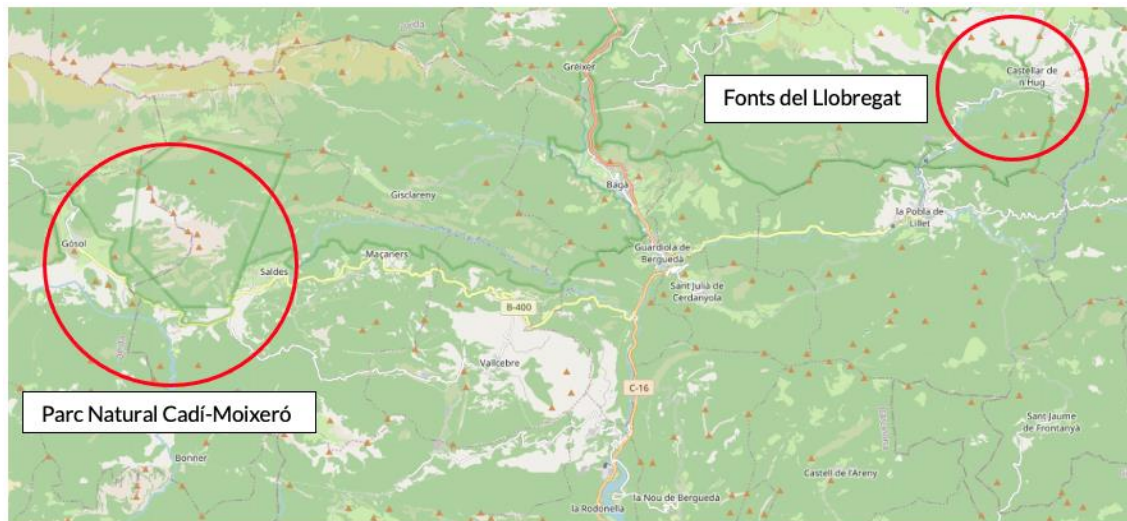 Gréixer
Castellar de
n'Hug
Fonts del Llobregat
Bagà
Gisclareny
la Pobla de
Lillet
Gósol
Guardiola de
Berguedà
Maçaners
Saldes
Sant Julià de
Cerdanyola
B-400
Vallcebre
C-16
Parc Natural Cadí-Moixeró
Sant Jaume
de Frontanyà
Bonner
Castell de l'Areny
la Nou de Berguedà
la Rodonella